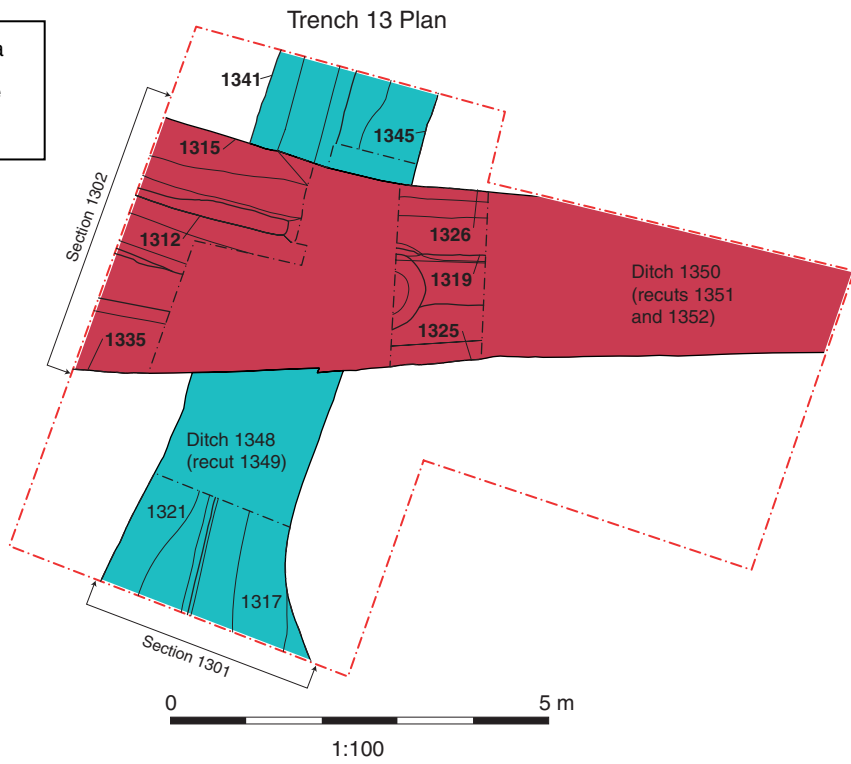 Trench 13 Plan
a
e
1341
1345
1315
Section 1302
1312
1326
1319
1325
1335
Ditch 1350
(recuts 1351
and 1352)
Ditch 1348
(recut 1349)
1321
1317
Section 1301
0 5 m
1:100